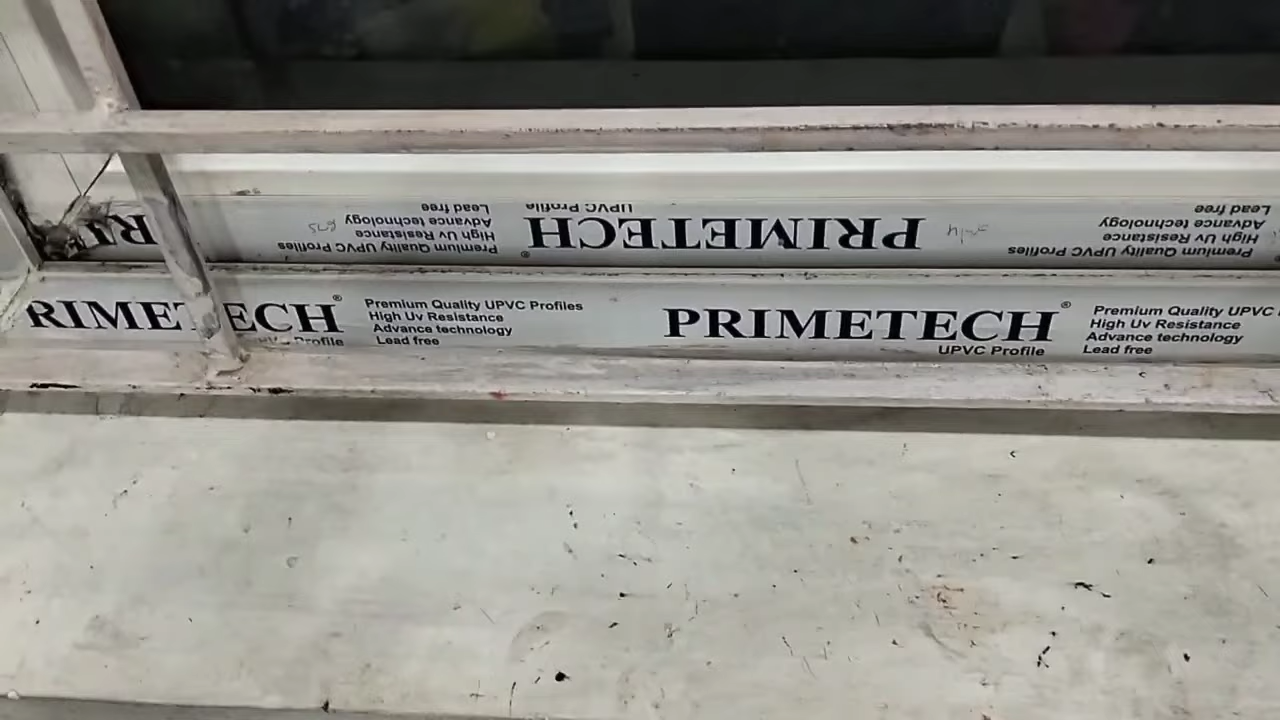 Lead free
Advance technology
High Uv Resistance
Premium Quality UPVC Profiles
UPVC Profile
PRIMETECH®
Lead free
Advance technology
High Uv Resistance
Premium Quality UPVC Profiles
PRIMETECH®
UPVC Profile
Premium Quality UPVC Profiles
High Uv Resistance
Advance technology
Lead free
PRIMETECH®
UPVC Profile
Premium Quality UPVC
High Uv Resistance
Advance technology
Lead free